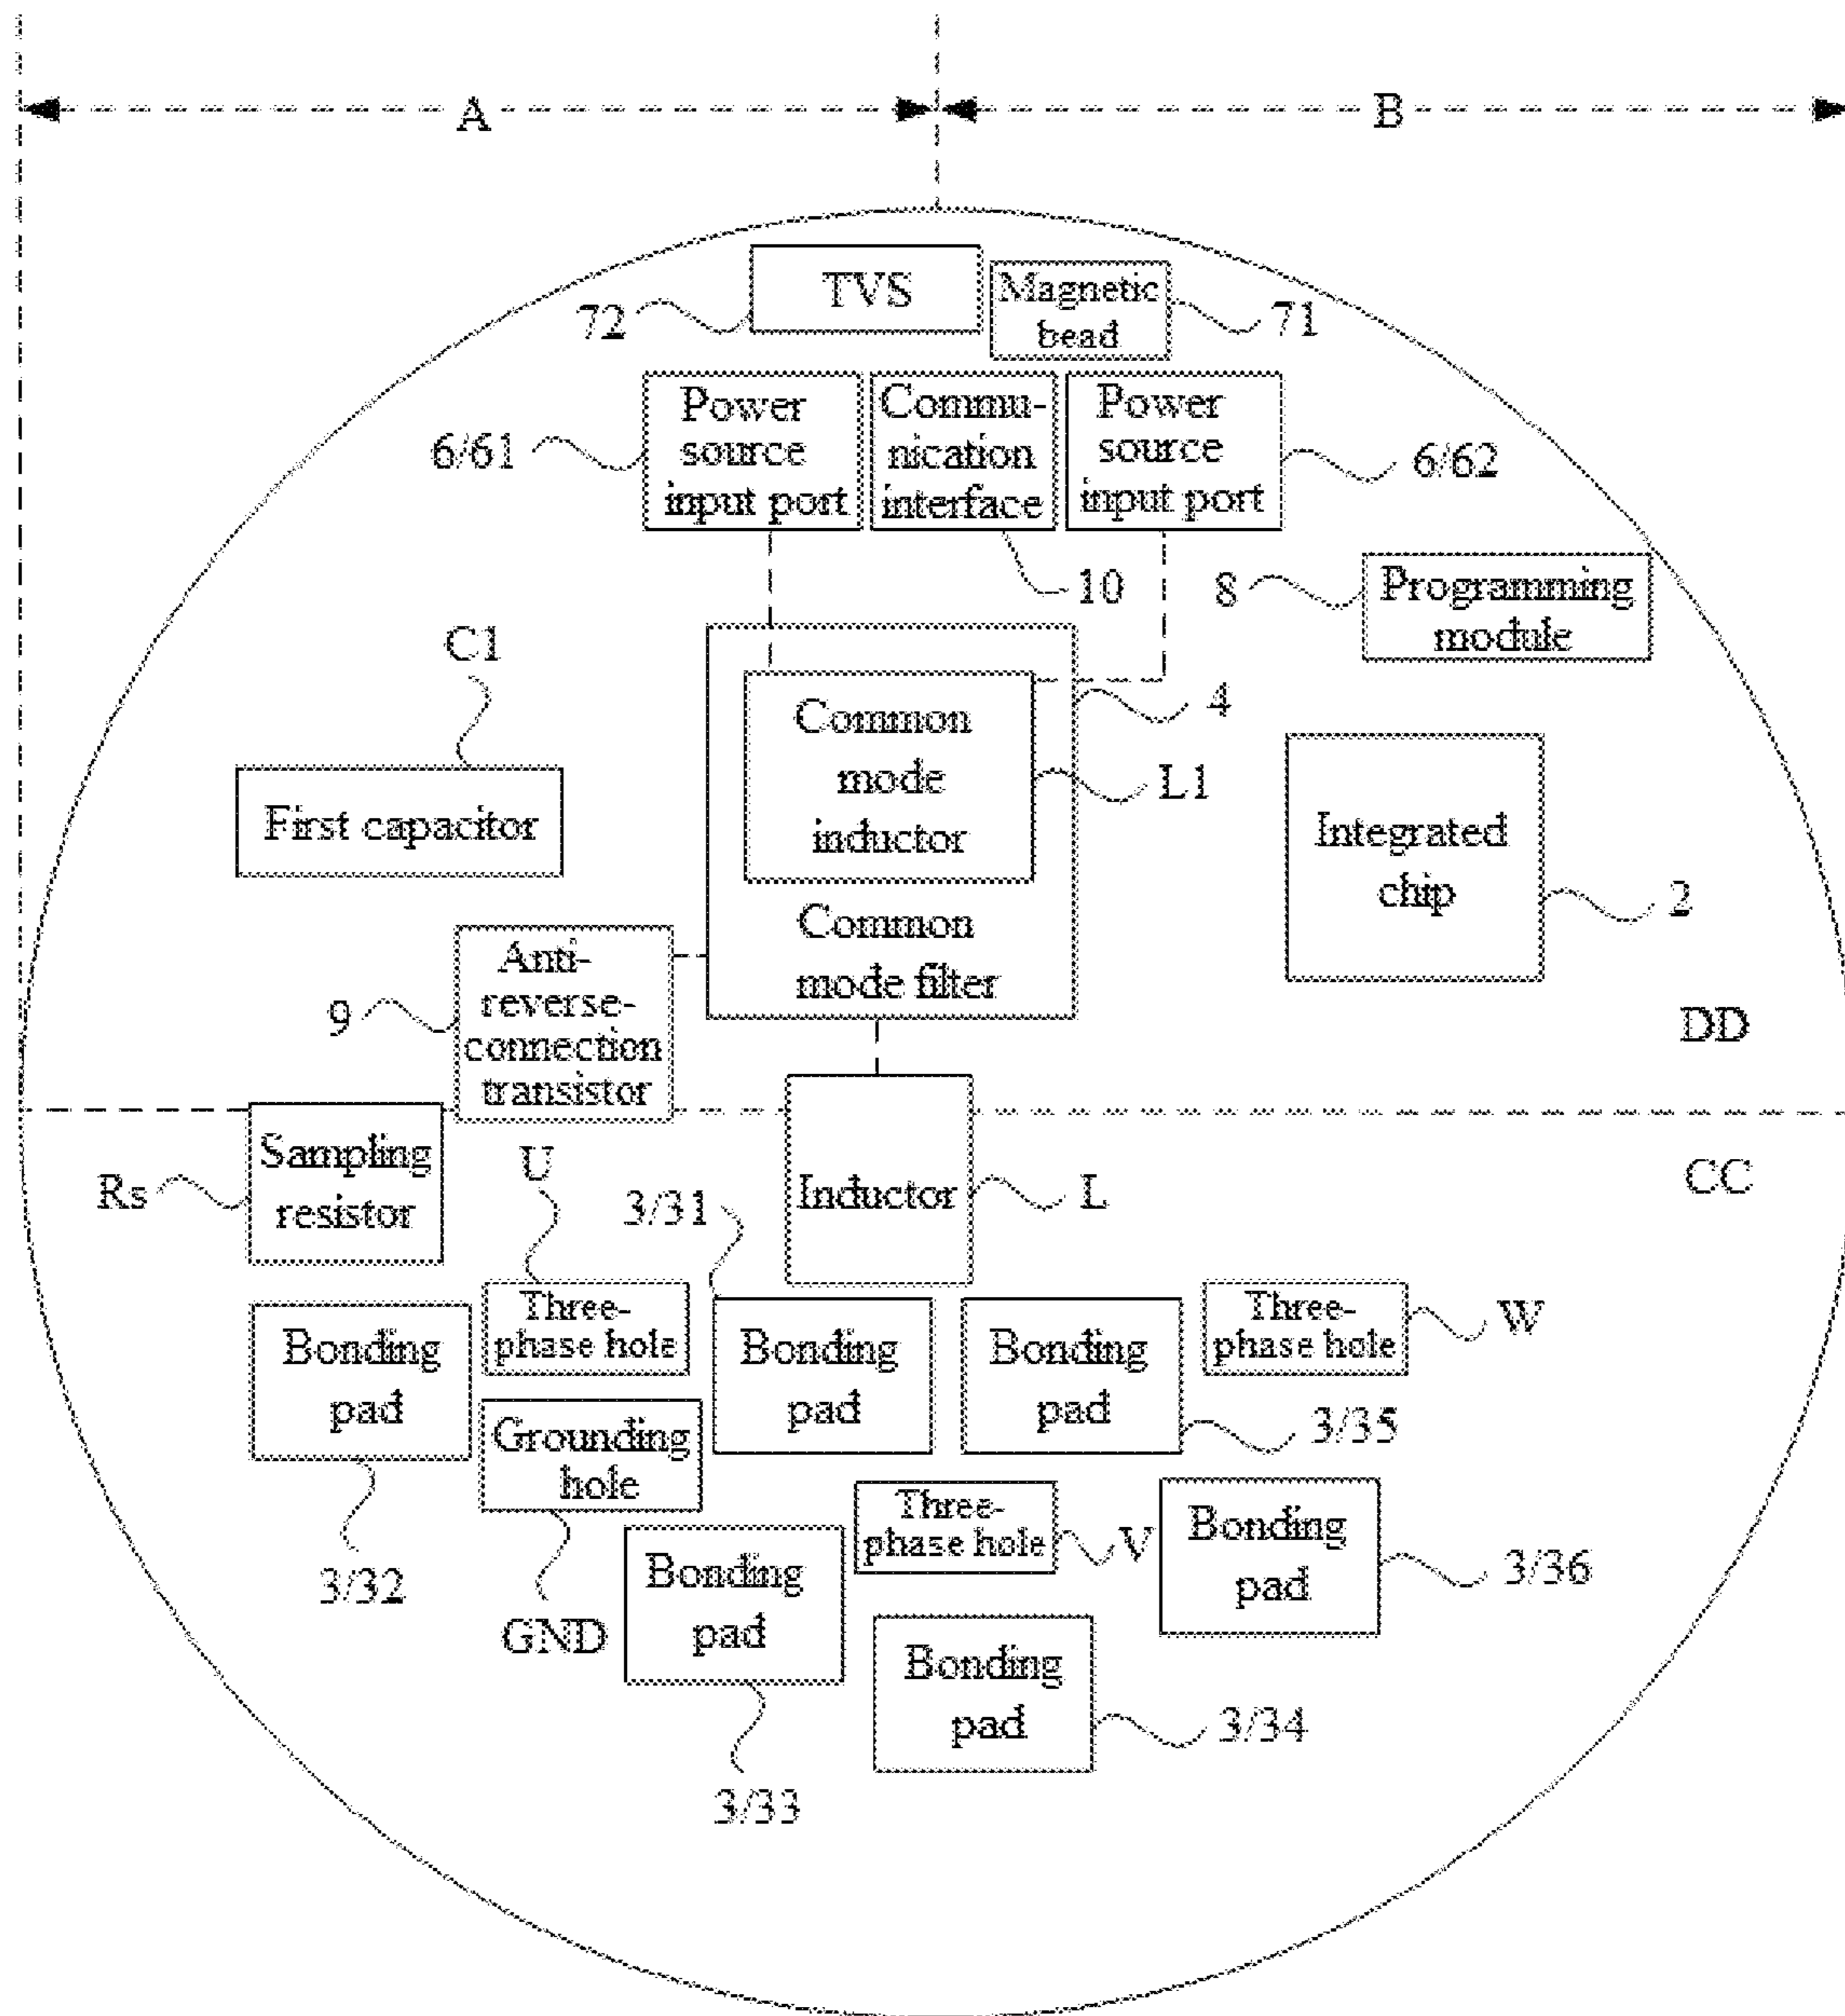 A
B
TVS
72
Magnetic
bead
71
6/61
Power
source
input port
Commu-
nication
interface
Power
source
input port
6/62
10
8
Programming
module
C1
First capacitor
4
Common
mode
inductor
L1
Common
mode filter
Integrated
chip
2
9
Anti-
reverse-
connection
transistor
DD
CC
Rs
Sampling
resistor
U
3/31
Inductor
L
Bonding
pad
Three-
phase hole
Bonding
pad
Bonding
pad
Three-
phase hole
W
3/35
Grounding
hole
3/32
GND
Three-
phase hole
V
Bonding
pad
3/36
Bonding
pad
3/33
Bonding
pad
3/34